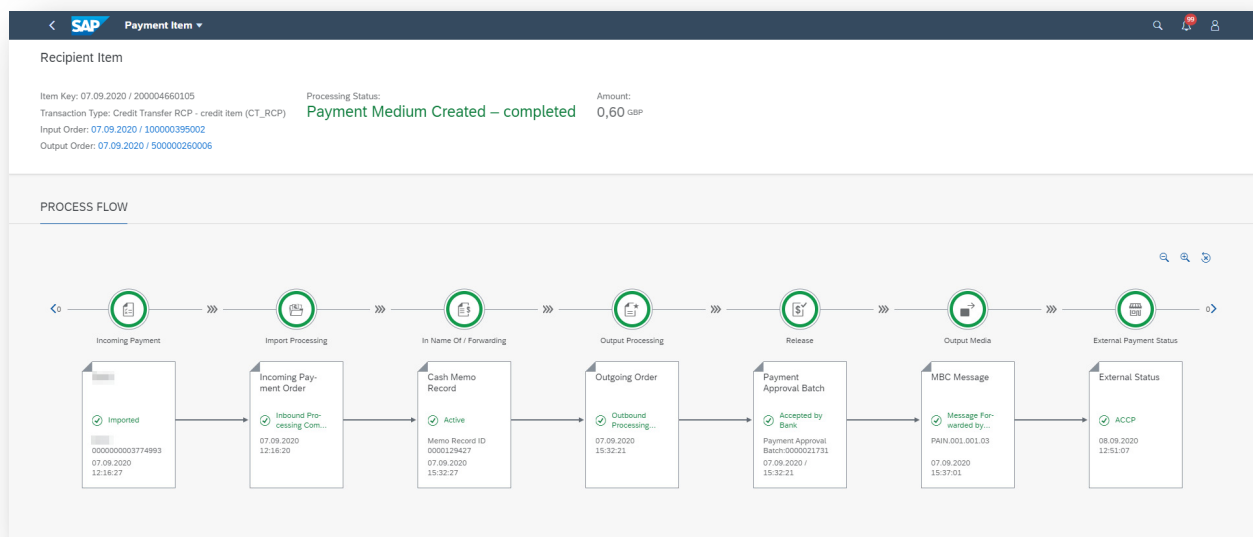 SAP Payment Item
99
Recipient Item
Item Key: 07.09.2020 / 200004660105
Transaction Type: Credit Transfer RCP - credit item (CT_RCP)
Input Order: 07.09.2020 / 100000395002
Output Order: 07.09.2020 / 500000260006
Processing Status:
Payment Medium Created – completed
Amount:
0,60 GBP
PROCESS FLOW
0
0
Incoming Payment
Import Processing
In Name Of / Forwarding
Output Processing
Release
Output Media
External Payment Status
Imported
0000000003774993
07.09.2020
12:16:27
Incoming Pay-
ment Order
Inbound Pro-
cessing Com...
07.09.2020
12:16:20
Cash Memo
Record
Active
Memo Record ID
0000129427
07.09.2020
15:32:27
Outgoing Order
Outbound
Processing...
07.09.2020
15:32:21
Payment
Approval Batch
Accepted by
Bank
Payment Approval
Batch:0000021731
07.09.2020 /
15:32:21
MBC Message
Message For-
warded by...
PAIN.001.001.03
07.09.2020
15:37:01
External Status
ACCP
08.09.2020
12:51:07